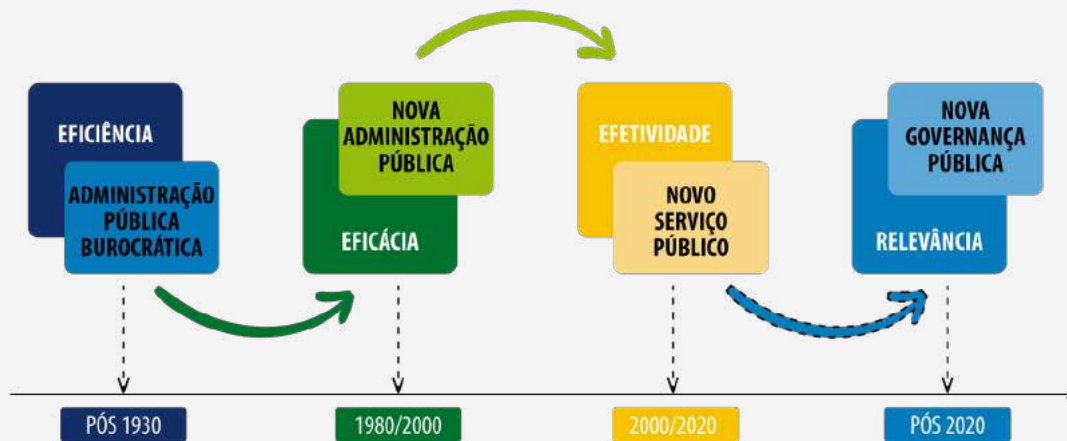 EFICIÊNCIA
ADMINISTRAÇÃO
PÚBLICA
BUROCRÁTICA
NOVA
ADMINISTRAÇÃO
PÚBLICA
EFICÁCIA
EFETIVIDADE
NOVO
SERVIÇO
PÚBLICO
NOVA
GOVERNANÇA
PÚBLICA
RELEVÂNCIA
PÓS 1930
1980/2000
2000/2020
PÓS 2020